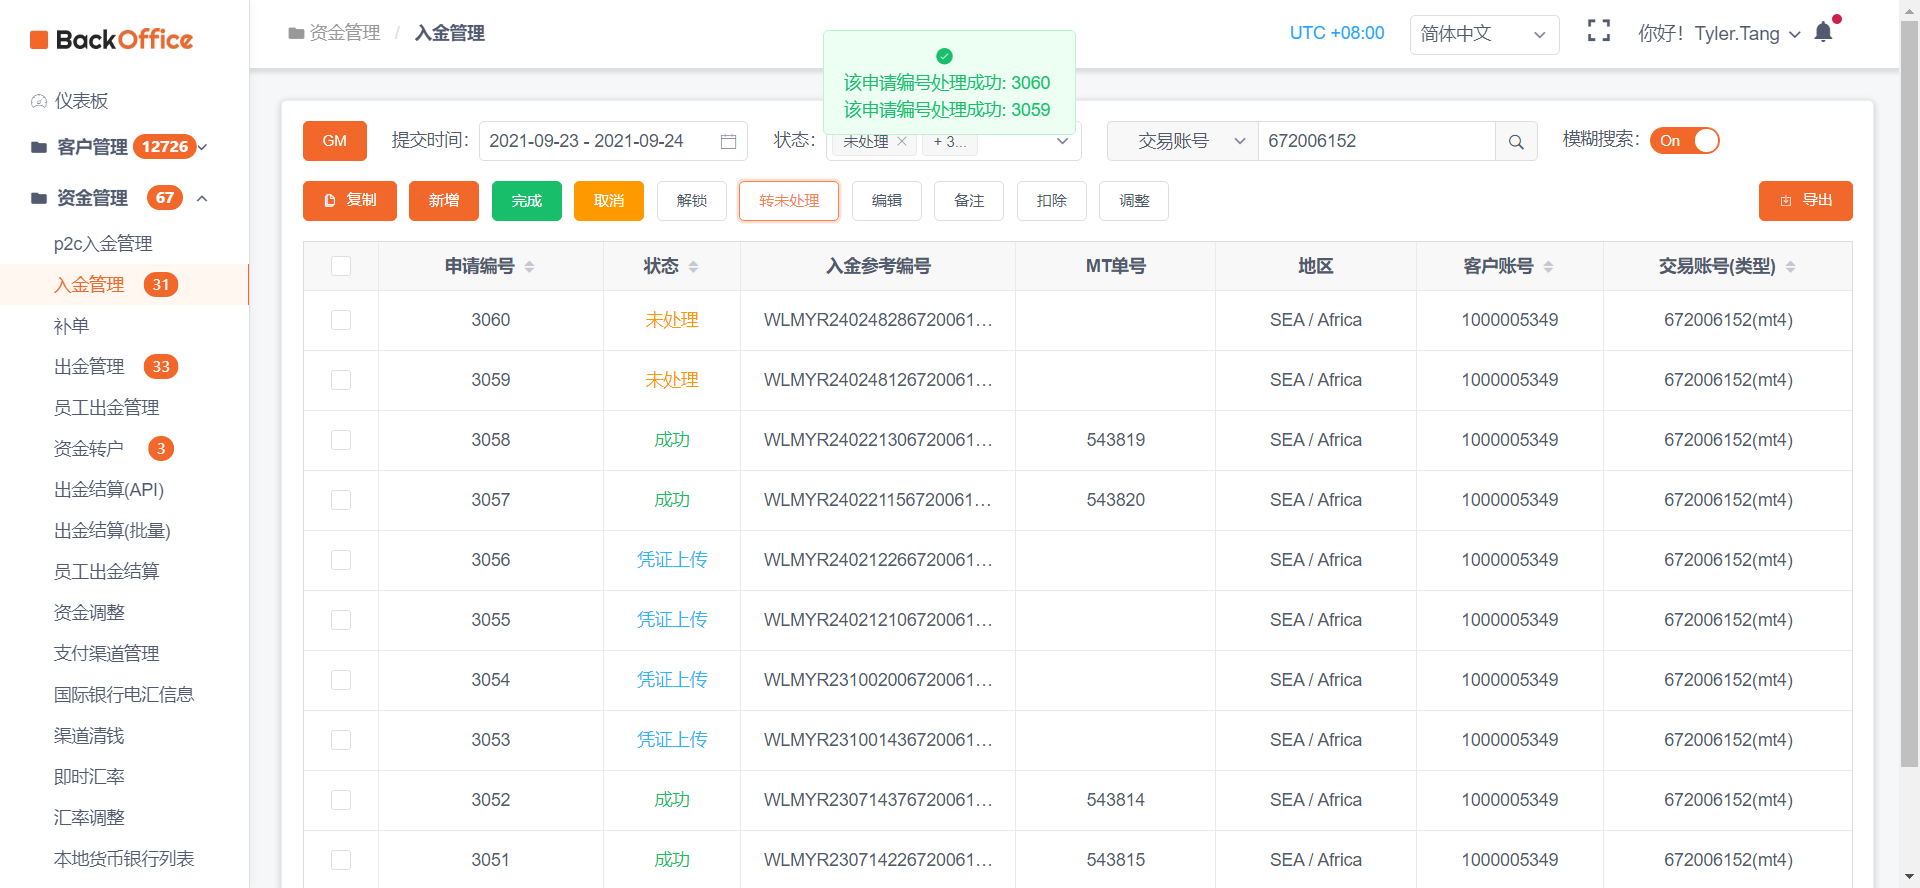 BackOffice
资金管理 / 入金管理
UTC +08:00
简体中文
你好！Tyler.Tang
该申请编号处理成功: 3060
该申请编号处理成功: 3059
仪表板
客户管理 12726
资金管理 67
p2c入金管理
入金管理 31
补单
出金管理 33
员工出金管理
资金转户 3
出金结算(API)
出金结算(批量)
员工出金结算
资金调整
支付渠道管理
国际银行电汇信息
渠道清钱
即时汇率
汇率调整
本地货币银行列表
GM 提交时间: 2021-09-23 - 2021-09-24 状态: 未处理 + 3... 交易账号 672006152 模糊搜索: On
复制 新增 完成 取消 解锁 转未处理 编辑 备注 扣除 调整 导出
申请编号 状态 入金参考编号 MT单号 地区 客户账号 交易账号(类型)
3060 未处理 WLMYR240248286720061... SEA / Africa 1000005349 672006152(mt4)
3059 未处理 WLMYR240248126720061... SEA / Africa 1000005349 672006152(mt4)
3058 成功 WLMYR240221306720061... 543819 SEA / Africa 1000005349 672006152(mt4)
3057 成功 WLMYR240221156720061... 543820 SEA / Africa 1000005349 672006152(mt4)
3056 凭证上传 WLMYR240212266720061... SEA / Africa 1000005349 672006152(mt4)
3055 凭证上传 WLMYR240212106720061... SEA / Africa 1000005349 672006152(mt4)
3054 凭证上传 WLMYR231002006720061... SEA / Africa 1000005349 672006152(mt4)
3053 凭证上传 WLMYR231001436720061... SEA / Africa 1000005349 672006152(mt4)
3052 成功 WLMYR230714376720061... 543814 SEA / Africa 1000005349 672006152(mt4)
3051 成功 WLMYR230714226720061... 543815 SEA / Africa 1000005349 672006152(mt4)